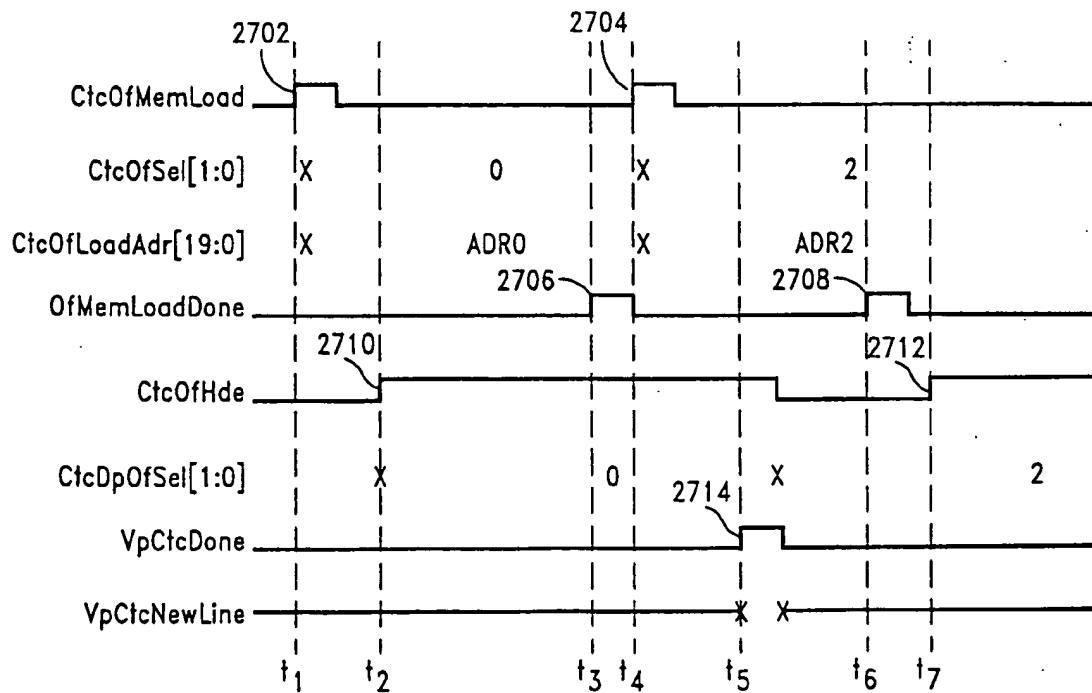 2702 2704
CtcOfMemLoad
CtcOfSel[1:0] X 0 X 2
CtcOfLoadAdr[19:0] X ADR0 X ADR2
2706 2708
OfMemLoadDone
2710 2712
CtcOfHde
CtcDpOfSel[1:0] X 0 X 2
2714
VpCtcDone
VpCtcNewLine X X
t1 t2 t3 t4 t5 t6 t7